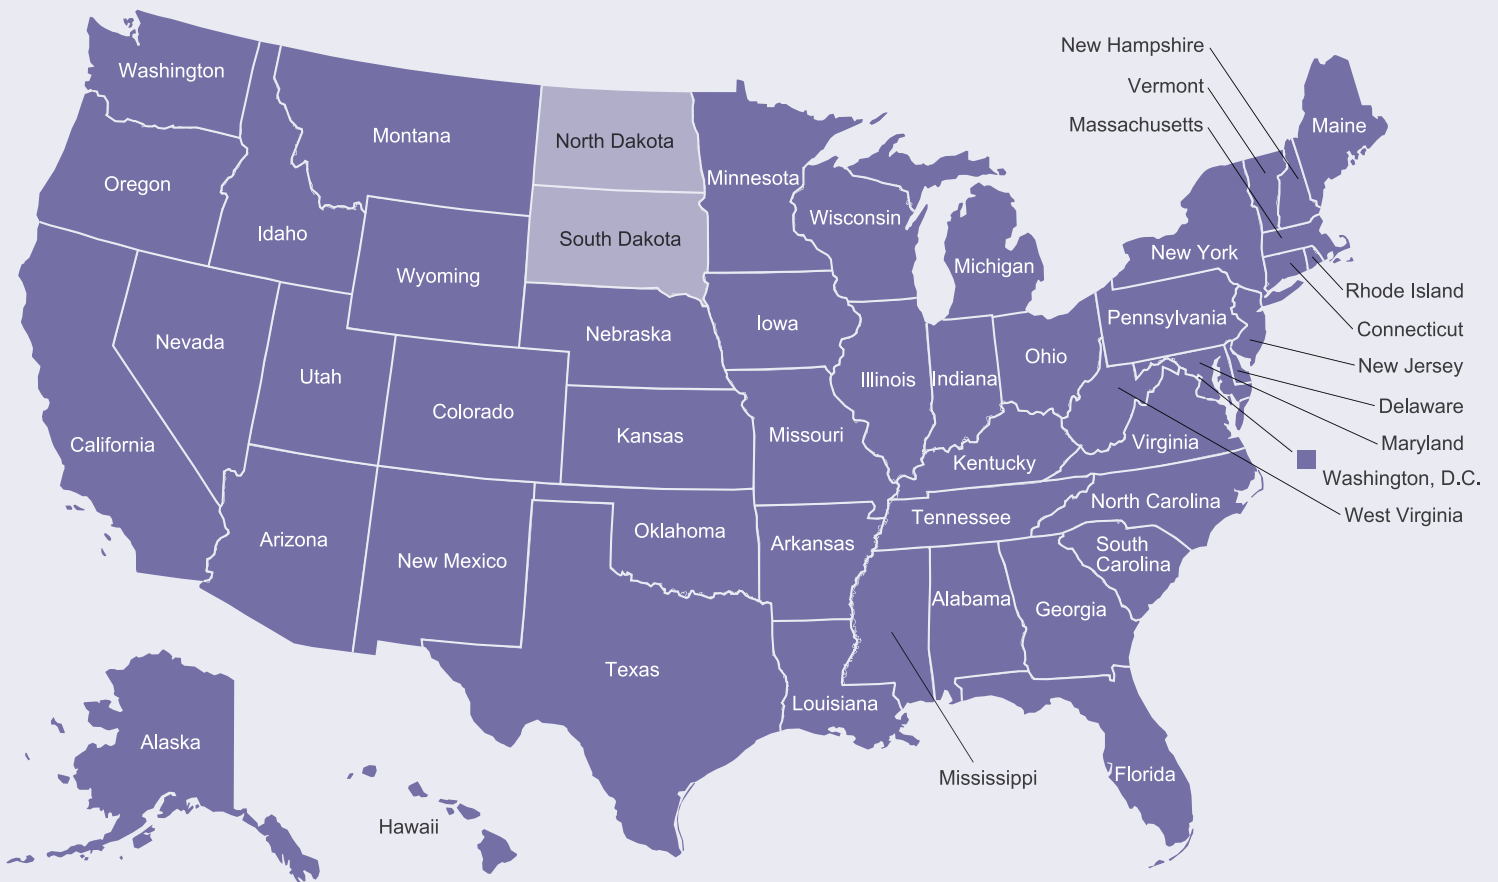 New Hampshire
Washington
Vermont
Massachusetts
Maine
Montana
North Dakota
Minnesota
Oregon
Wisconsin
Idaho
South Dakota
New York
Michigan
Wyoming
Rhode Island
Pennsylvania
Iowa
Connecticut
Nebraska
Nevada
Ohio
New Jersey
Utah
Illinois
Indiana
Delaware
Colorado
Kansas
Missouri
Virginia
Maryland
California
Kentucky
Washington, D.C.
North Carolina
West Virginia
Tennessee
Oklahoma
Arizona
Arkansas
South
Carolina
New Mexico
Alabama
Georgia
Texas
Louisiana
Alaska
Florida
Mississippi
Hawaii